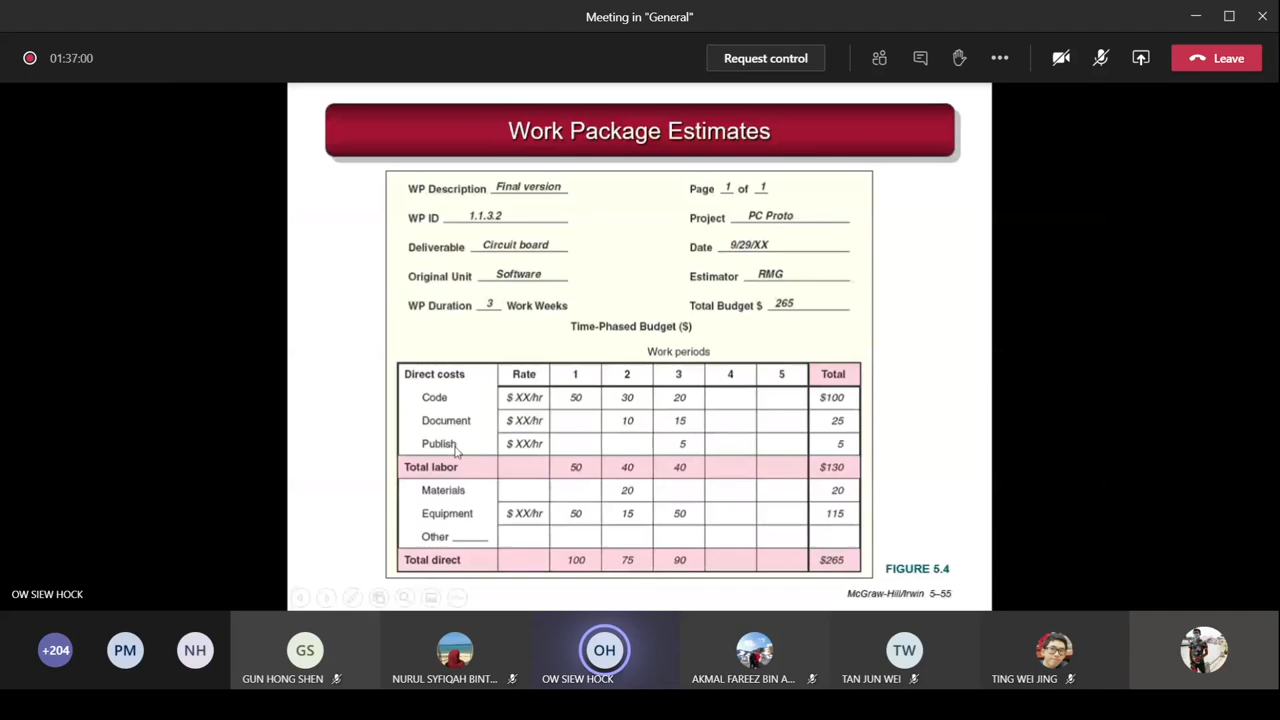 Meeting in "General"
01:37:00
Request control
Leave
Work Package Estimates
WP Description Final version
Page 1 of 1
WP ID 1.1.3.2
Project PC Proto
Deliverable Circuit board
Date 9/29/XX
Original Unit Software
Estimator RMG
WP Duration 3 Work Weeks
Total Budget $ 265
Time-Phased Budget ($)
Work periods
Direct costs Rate 1 2 3 4 5 Total
Code $ XX/hr 50 30 20 $100
Document $ XX/hr 10 15 25
Publish $ XX/hr 5 5
Total labor 50 40 40 $130
Materials 20 20
Equipment $ XX/hr 50 15 50 115
Other
Total direct 100 75 90 $265
FIGURE 5.4
McGraw-Hill/Irwin 5–55
OW SIEW HOCK
+204
PM
NH
GS
OH
TW
GUN HONG SHEN
NURUL SYFIQAH BINT...
OW SIEW HOCK
AKMAL FAREEZ BIN A...
TAN JUN WEI
TING WEI JING